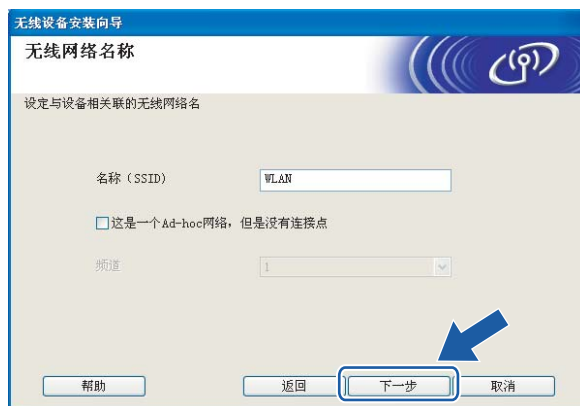 无线设备安装向导
无线网络名称
设定与设备相关联的无线网络名
名称（SSID） WLAN
这是一个Ad-hoc网络，但是没有连接点
频道 1
帮助 返回 下一步 取消